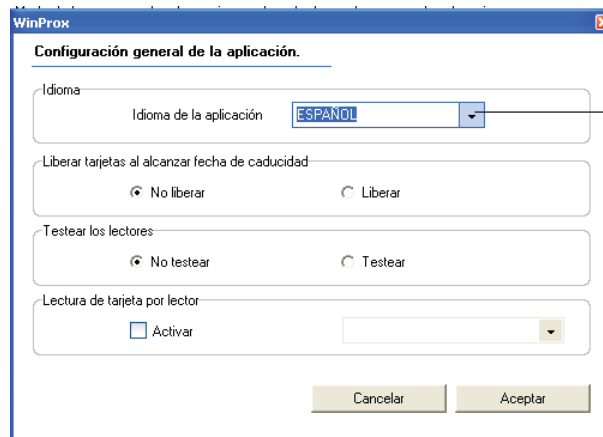 WinProx
Configuración general de la aplicación.
Idioma
Idioma de la aplicación ESPAÑOL
Liberar tarjetas al alcanzar fecha de caducidad
No liberar Liberar
Testear los lectores
No testear Testear
Lectura de tarjeta por lector
Activar
Cancelar Aceptar